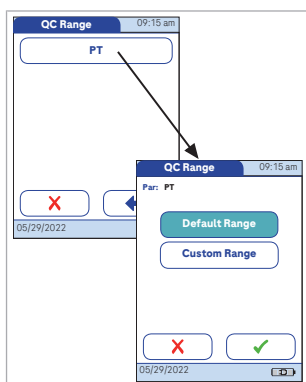 QC Range 09:15 am
PT
05/29/2022
QC Range 09:15 am
Par: PT
Default Range
Custom Range
05/29/2022